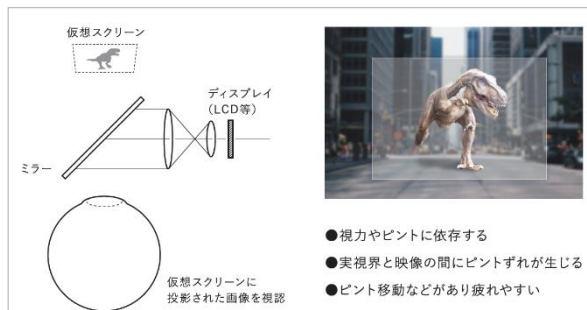 仮想スクリーン
ディスプレイ
（LCD等）
ミラー
仮想スクリーンに
投影された画像を視認
●視力やピントに依存する
●実視界と映像の間にピントずれが生じる
●ピント移動などがあり疲れやすい